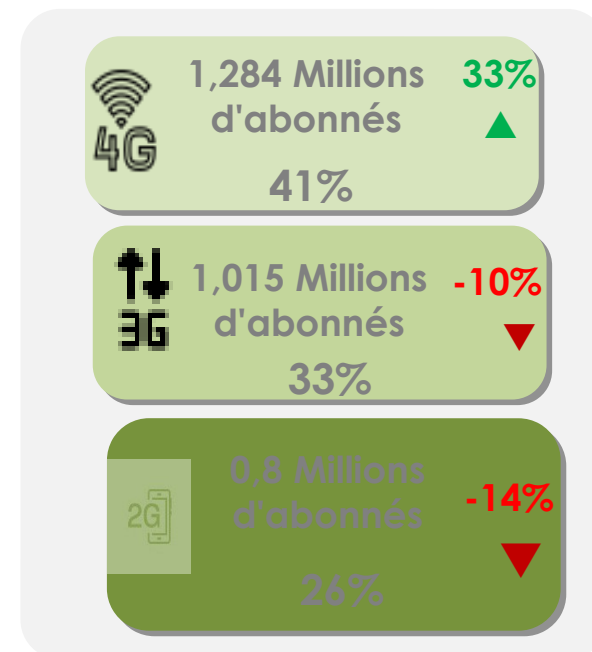 1,284 Millions 33%
d'abonnés
4G
41%
1,015 Millions -10%
d'abonnés
3G
33%
0,8 Millions
d'abonnés -14%
2G
26%